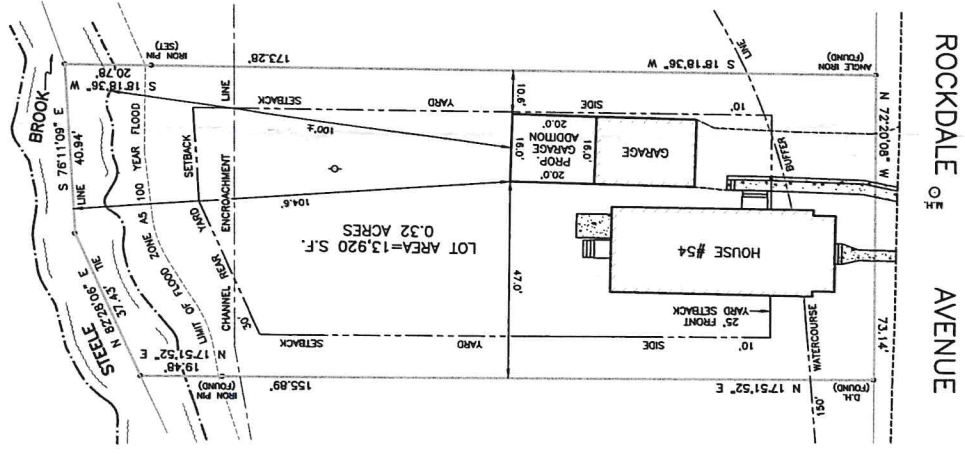 ROCKDALE
AVENUE
M.H.
ANGLE IRON
(FOUND)
N 72°20'08" W
73.14'
D.H.
(FOUND)
S 18°18'36" W
173.28'
IRON PIN
(SET)
S 18°18'36" W
20.78'
BROOK
STEELE
S 76°11'09" E
40.94'
LINE
N 82°28'06" E
37.43' TIE
LIMIT OF FLOOD ZONE A5 100 YEAR FLOOD
N 17°51'52" E
19.48'
IRON PIN
(FOUND)
155.89'
N 17°51'52" E
CHANNEL ENCROACHMENT LINE
30' REAR YARD SETBACK
SIDE YARD SETBACK
10'
SIDE YARD SETBACK
10'
25' FRONT
YARD SETBACK
150' WATERCOURSE BUFFER LINE
HOUSE #54
GARAGE
PROP.
GARAGE
ADDITION
20.0'
20.0'
16.0'
16.0'
10.6'
47.0'
100'±
104.6'
LOT AREA=13,920 S.F.
0.32 ACRES